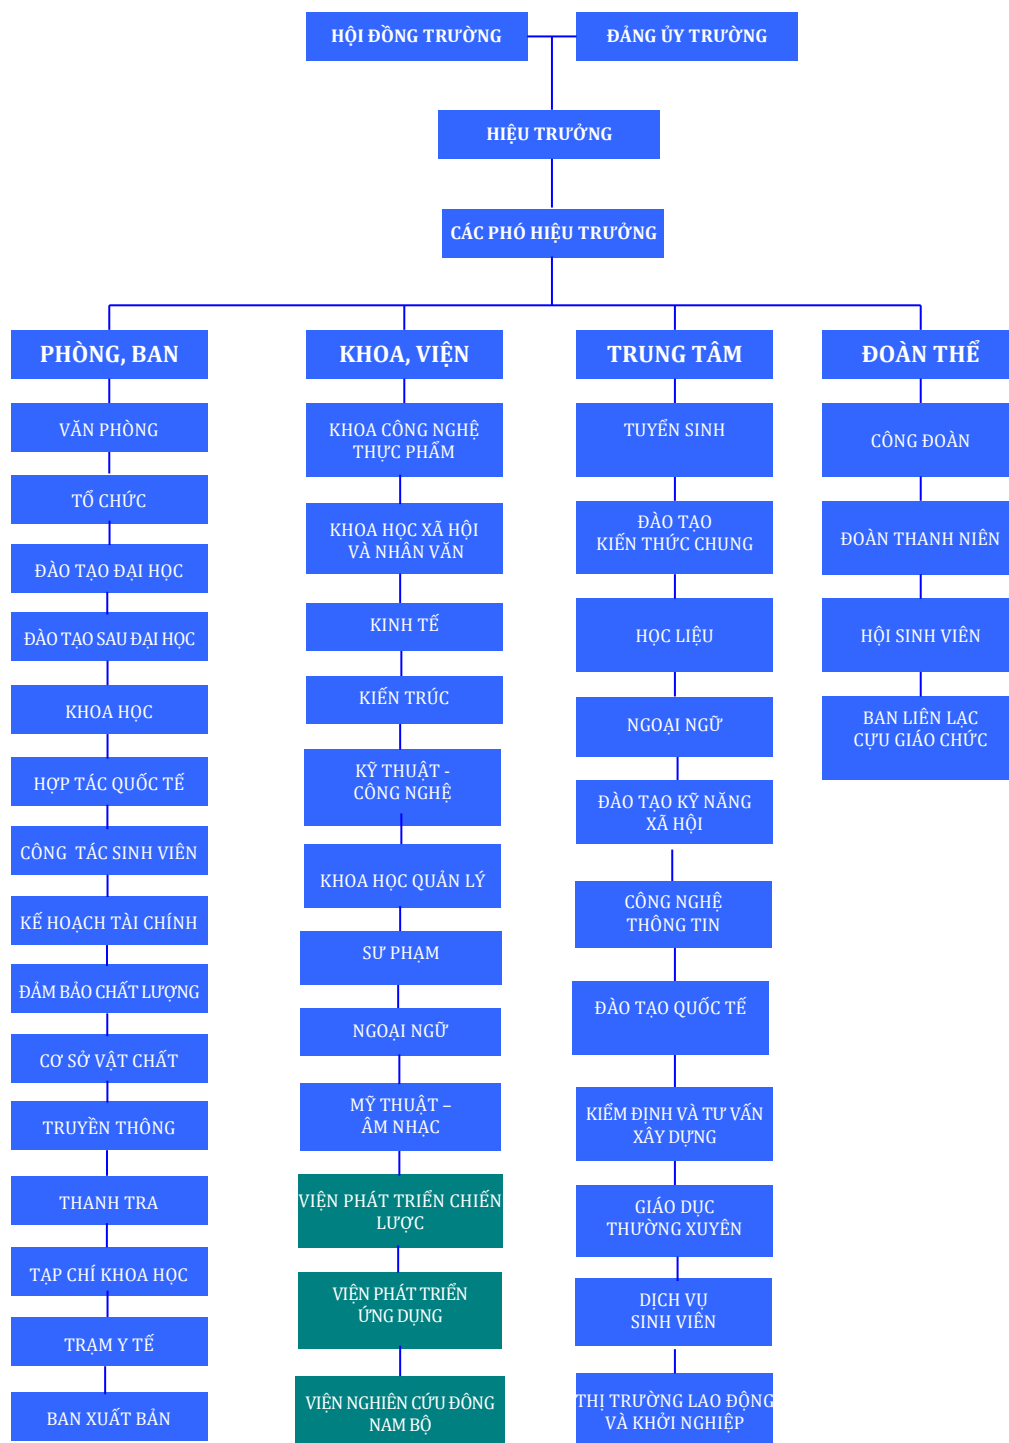 HỘI ĐỒNG TRƯỜNG
ĐẢNG ỦY TRƯỜNG
HIỆU TRƯỞNG
CÁC PHÓ HIỆU TRƯỞNG
PHÒNG, BAN
VĂN PHÒNG
TỔ CHỨC
ĐÀO TẠO ĐẠI HỌC
ĐÀO TẠO SAU ĐẠI HỌC
KHOA HỌC
HỢP TÁC QUỐC TẾ
CÔNG TÁC SINH VIÊN
KẾ HOẠCH TÀI CHÍNH
ĐẢM BẢO CHẤT LƯỢNG
CƠ SỞ VẬT CHẤT
TRUYỀN THÔNG
THANH TRA
TẠP CHÍ KHOA HỌC
TRẠM Y TẾ
BAN XUẤT BẢN
KHOA, VIỆN
KHOA CÔNG NGHỆ
THỰC PHẨM
KHOA HỌC XÃ HỘI
VÀ NHÂN VĂN
KINH TẾ
KIẾN TRÚC
KỸ THUẬT -
CÔNG NGHỆ
KHOA HỌC QUẢN LÝ
SƯ PHẠM
NGOẠI NGỮ
MỸ THUẬT –
ÂM NHẠC
VIỆN PHÁT TRIỂN CHIẾN
LƯỢC
VIỆN PHÁT TRIỂN
ỨNG DỤNG
VIỆN NGHIÊN CỨU ĐÔNG
NAM BỘ
TRUNG TÂM
TUYỂN SINH
ĐÀO TẠO
KIẾN THỨC CHUNG
HỌC LIỆU
NGOẠI NGỮ
ĐÀO TẠO KỸ NĂNG
XÃ HỘI
CÔNG NGHỆ
THÔNG TIN
ĐÀO TẠO QUỐC TẾ
KIỂM ĐỊNH VÀ TƯ VẤN
XÂY DỰNG
GIÁO DỤC
THƯỜNG XUYÊN
DỊCH VỤ
SINH VIÊN
THỊ TRƯỜNG LAO ĐỘNG
VÀ KHỞI NGHIỆP
ĐOÀN THỂ
CÔNG ĐOÀN
ĐOÀN THANH NIÊN
HỘI SINH VIÊN
BAN LIÊN LẠC
CỰU GIÁO CHỨC